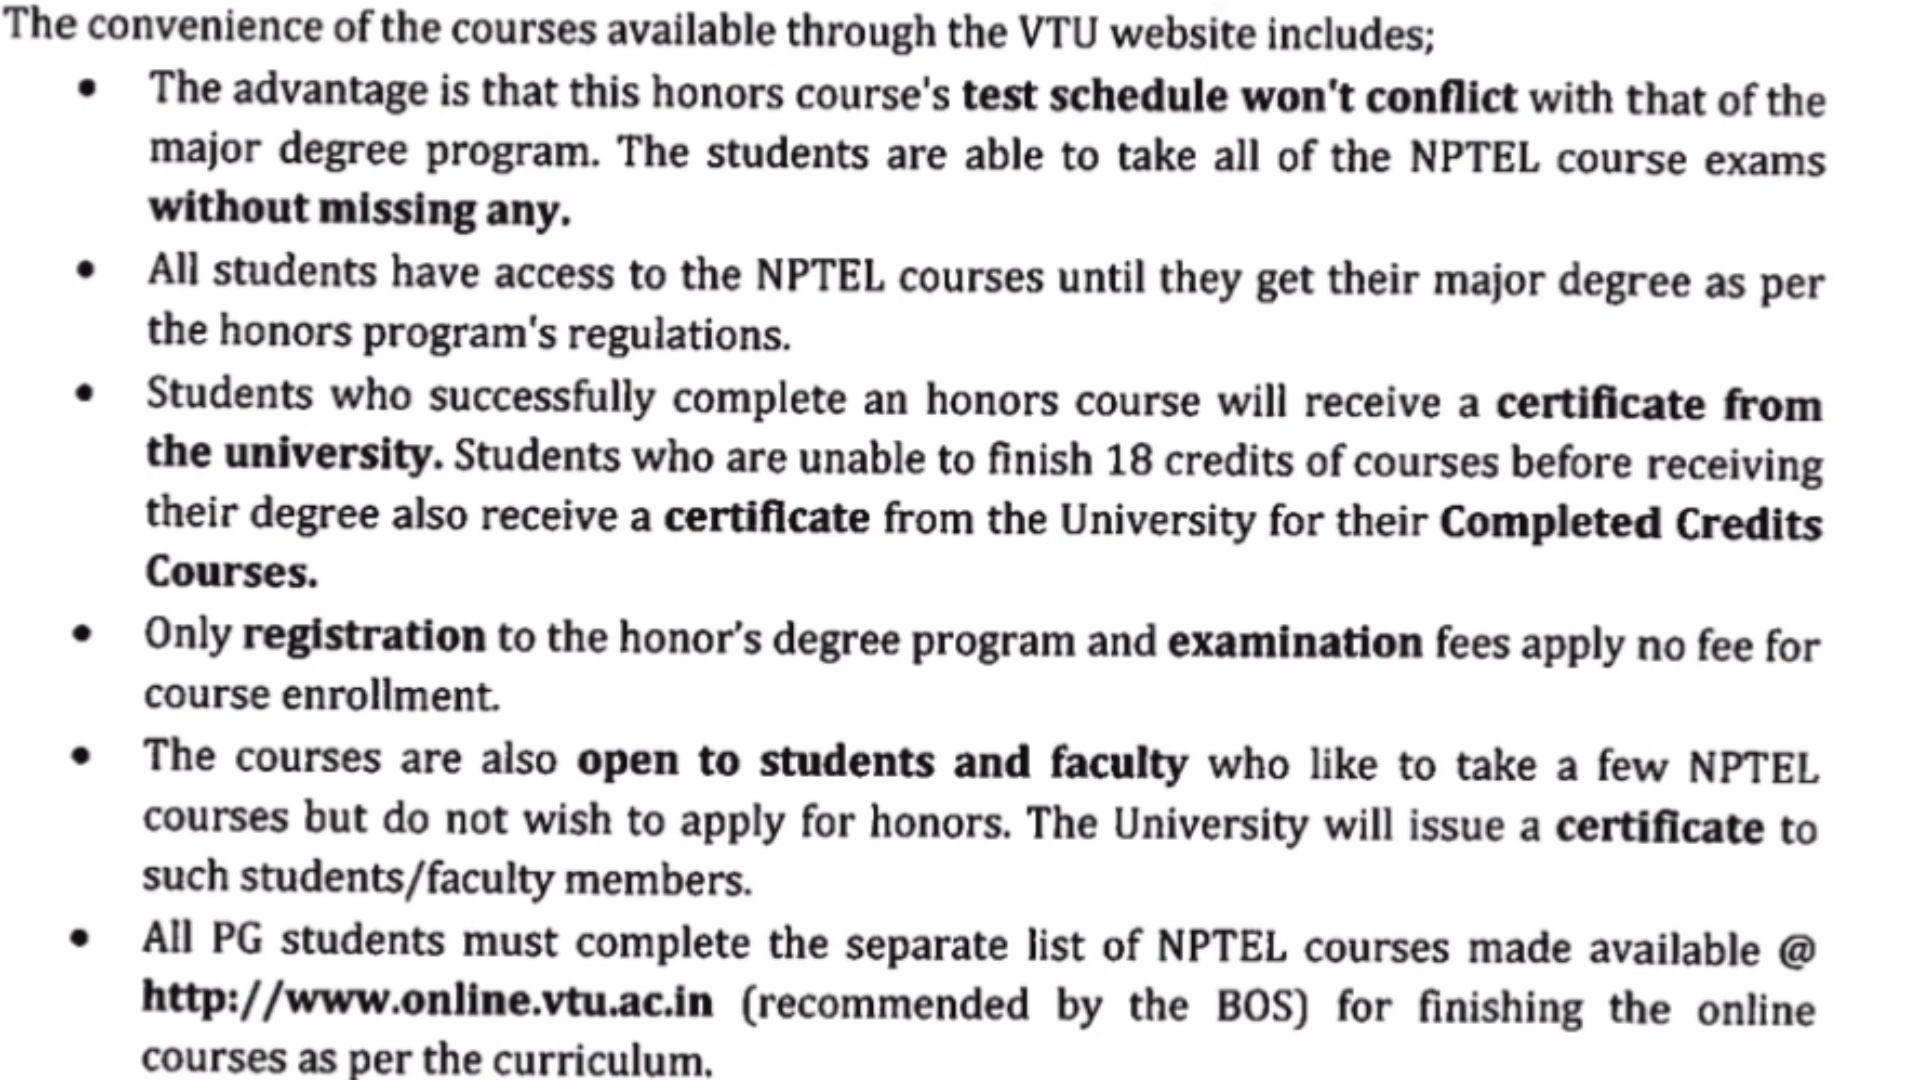 The convenience of the courses available through the VTU website includes;
• The advantage is that this honors course's test schedule won't conflict with that of the
major degree program. The students are able to take all of the NPTEL course exams
without missing any.
• All students have access to the NPTEL courses until they get their major degree as per
the honors program's regulations.
• Students who successfully complete an honors course will receive a certificate from
the university. Students who are unable to finish 18 credits of courses before receiving
their degree also receive a certificate from the University for their Completed Credits
Courses.
• Only registration to the honor’s degree program and examination fees apply no fee for
course enrollment.
• The courses are also open to students and faculty who like to take a few NPTEL
courses but do not wish to apply for honors. The University will issue a certificate to
such students/faculty members.
• All PG students must complete the separate list of NPTEL courses made available @
http://www.online.vtu.ac.in (recommended by the BOS) for finishing the online
courses as per the curriculum.